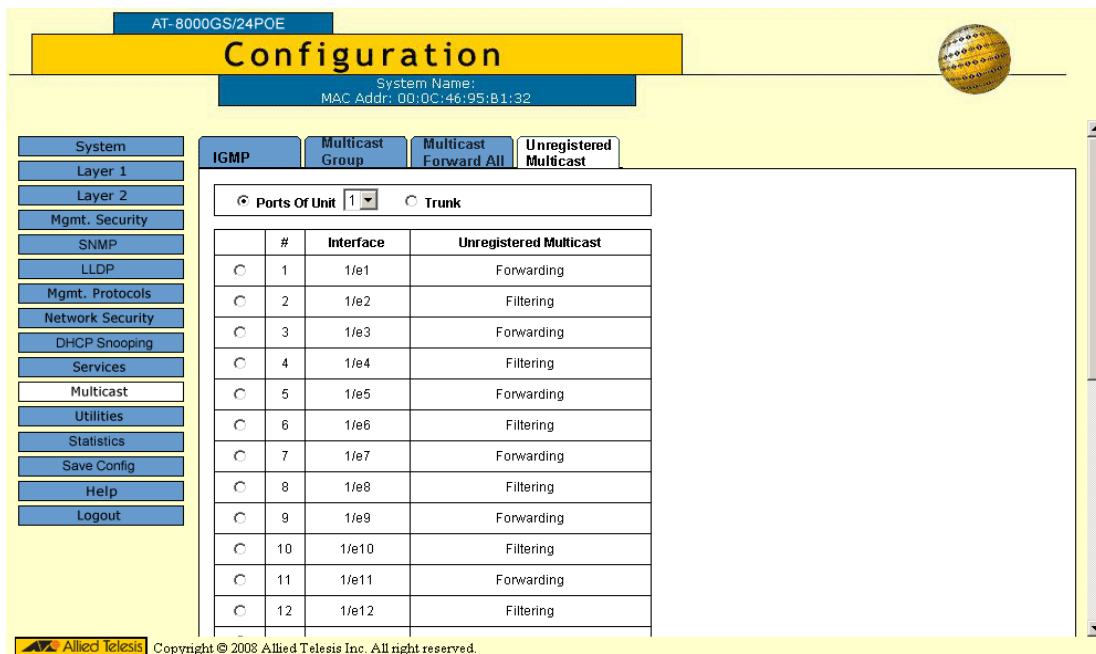 AT-8000GS/24POE
Configuration
System Name:
MAC Addr: 00:0C:46:95:B1:32
System
Layer 1
Layer 2
Mgmt. Security
SNMP
LLDP
Mgmt. Protocols
Network Security
DHCP Snooping
Services
Multicast
Utilities
Statistics
Save Config
Help
Logout
IGMP
Multicast Group
Multicast Forward All
Unregistered Multicast
Ports Of Unit 1 Trunk
# Interface Unregistered Multicast
1 1/e1 Forwarding
2 1/e2 Filtering
3 1/e3 Forwarding
4 1/e4 Filtering
5 1/e5 Forwarding
6 1/e6 Filtering
7 1/e7 Forwarding
8 1/e8 Filtering
9 1/e9 Forwarding
10 1/e10 Filtering
11 1/e11 Forwarding
12 1/e12 Filtering
Allied Telesis Copyright © 2008 Allied Telesis Inc. All right reserved.